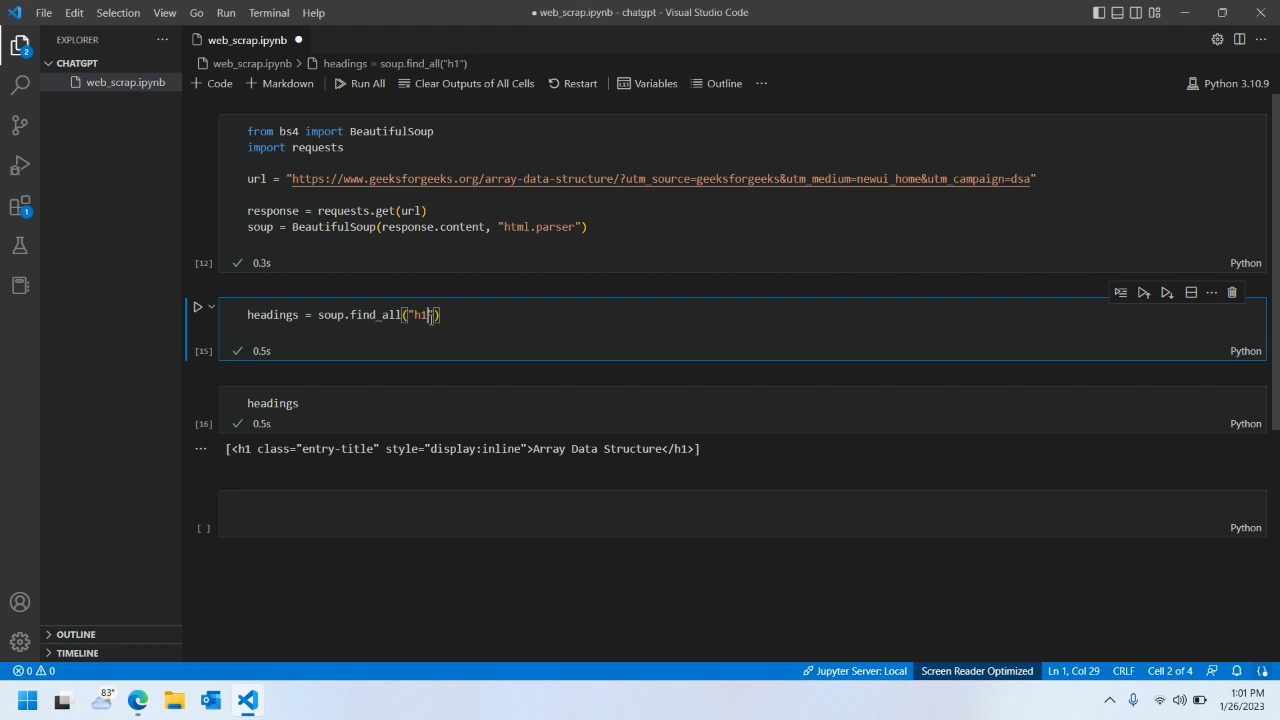 File Edit Selection View Go Run Terminal Help
● web_scrap.ipynb - chatgpt - Visual Studio Code
EXPLORER
CHATGPT
web_scrap.ipynb
OUTLINE
TIMELINE
2
1
web_scrap.ipynb ●
web_scrap.ipynb > headings = soup.find_all("h1")
+ Code + Markdown Run All Clear Outputs of All Cells Restart Variables Outline ... Python 3.10.9
from bs4 import BeautifulSoup
import requests
url = "https://www.geeksforgeeks.org/array-data-structure/?utm_source=geeksforgeeks&utm_medium=newui_home&utm_campaign=dsa"
response = requests.get(url)
soup = BeautifulSoup(response.content, "html.parser")
[12] ✓ 0.3s Python
headings = soup.find_all("h1")
[15] ✓ 0.5s Python
headings
[16] ✓ 0.5s Python
... [<h1 class="entry-title" style="display:inline">Array Data Structure</h1>]
[ ] Python
0 0 Jupyter Server: Local Screen Reader Optimized Ln 1, Col 29 CRLF Cell 2 of 4
83°
1:01 PM
1/26/2023